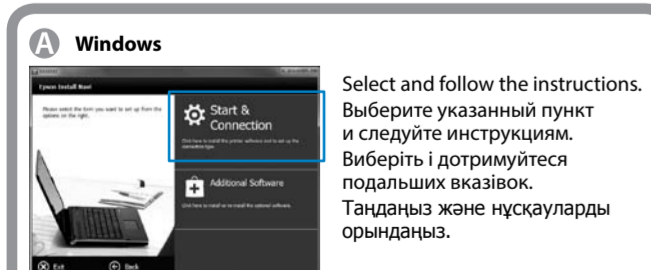 A Windows
Epson Install Navi
Please select the item you want to set up from the
options on the right.
Start &
Connection
Click here to install the printer software and to set up the
connection type.
Additional Software
Click here to install or re-install the optional software.
Exit
Back
Select and follow the instructions.
Выберите указанный пункт
и следуйте инструкциям.
Виберіть і дотримуйтеся
подальших вказівок.
Таңдаңыз және нұсқауларды
орындаңыз.